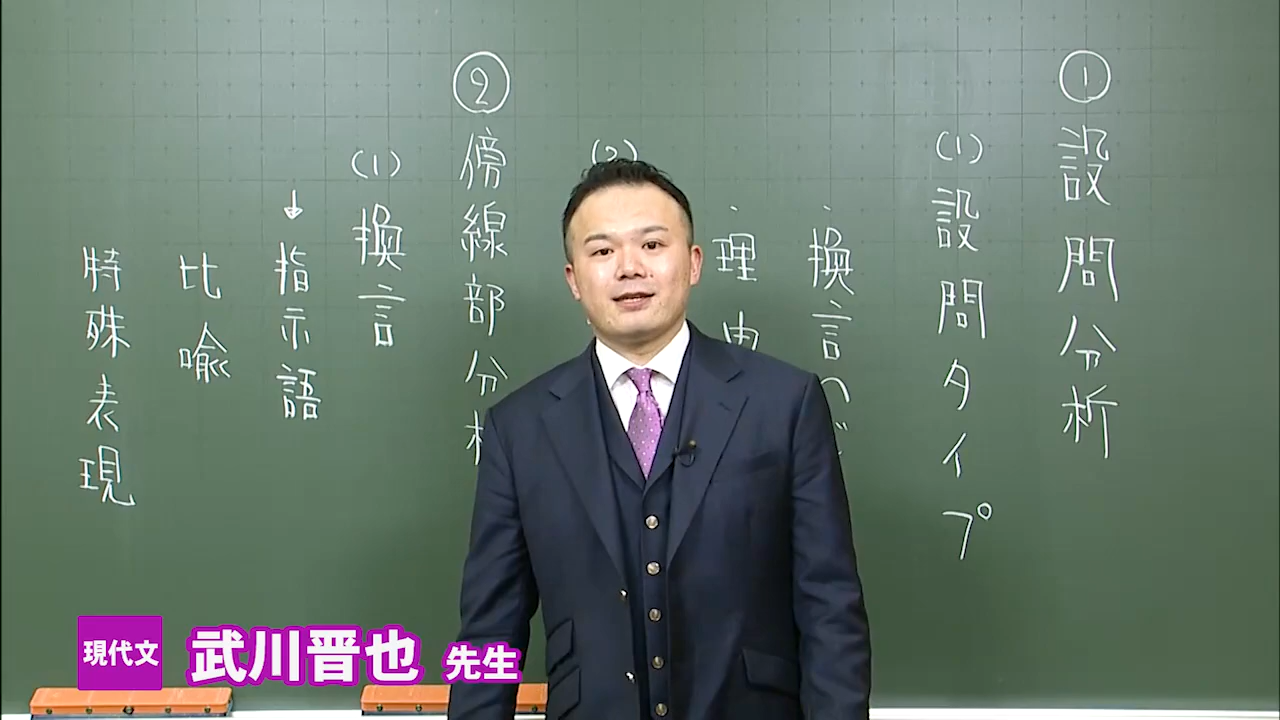 ①設問分析
(1)設問タイプ
・換言
・理由
(2)
②傍線部分析
(1)換言
↓指示語
比喩
特殊表現
現代文
武川晋也 先生